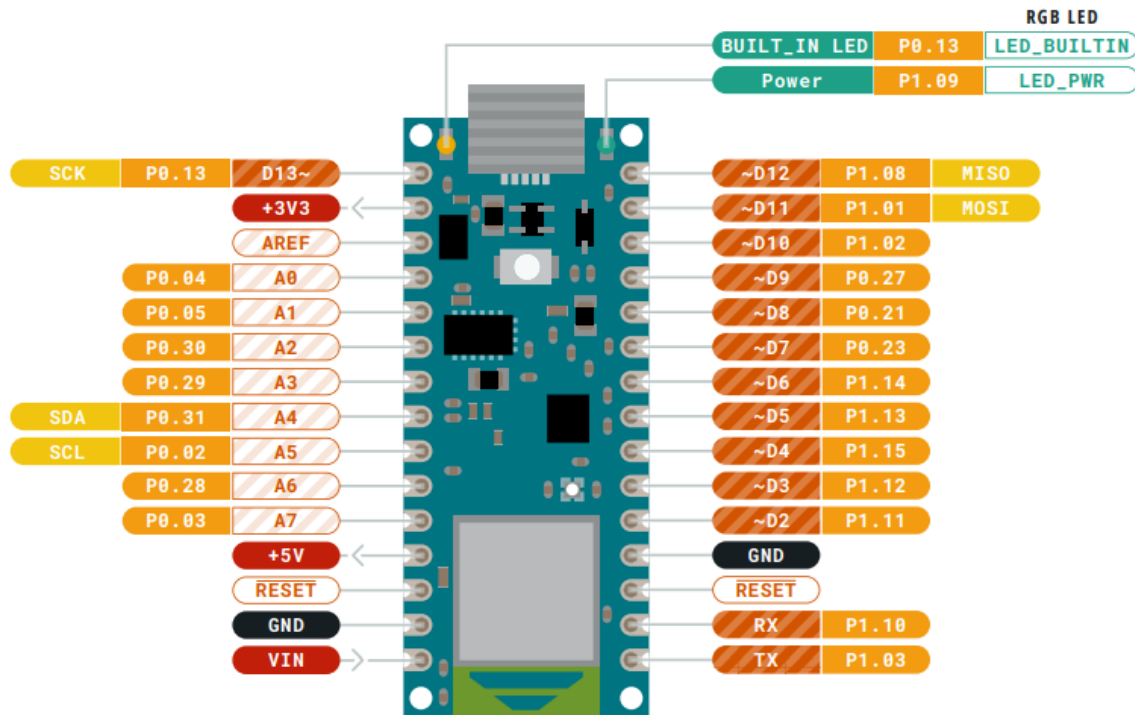 RGB LED
BUILT_IN LED P0.13 LED_BUILTIN
Power P1.09 LED_PWR
SCK P0.13 D13~
+3V3
AREF
P0.04 A0
P0.05 A1
P0.30 A2
P0.29 A3
SDA P0.31 A4
SCL P0.02 A5
P0.28 A6
P0.03 A7
+5V
RESET
GND
VIN
~D12 P1.08 MISO
~D11 P1.01 MOSI
~D10 P1.02
~D9 P0.27
~D8 P0.21
~D7 P0.23
~D6 P1.14
~D5 P1.13
~D4 P1.15
~D3 P1.12
~D2 P1.11
GND
RESET
RX P1.10
TX P1.03